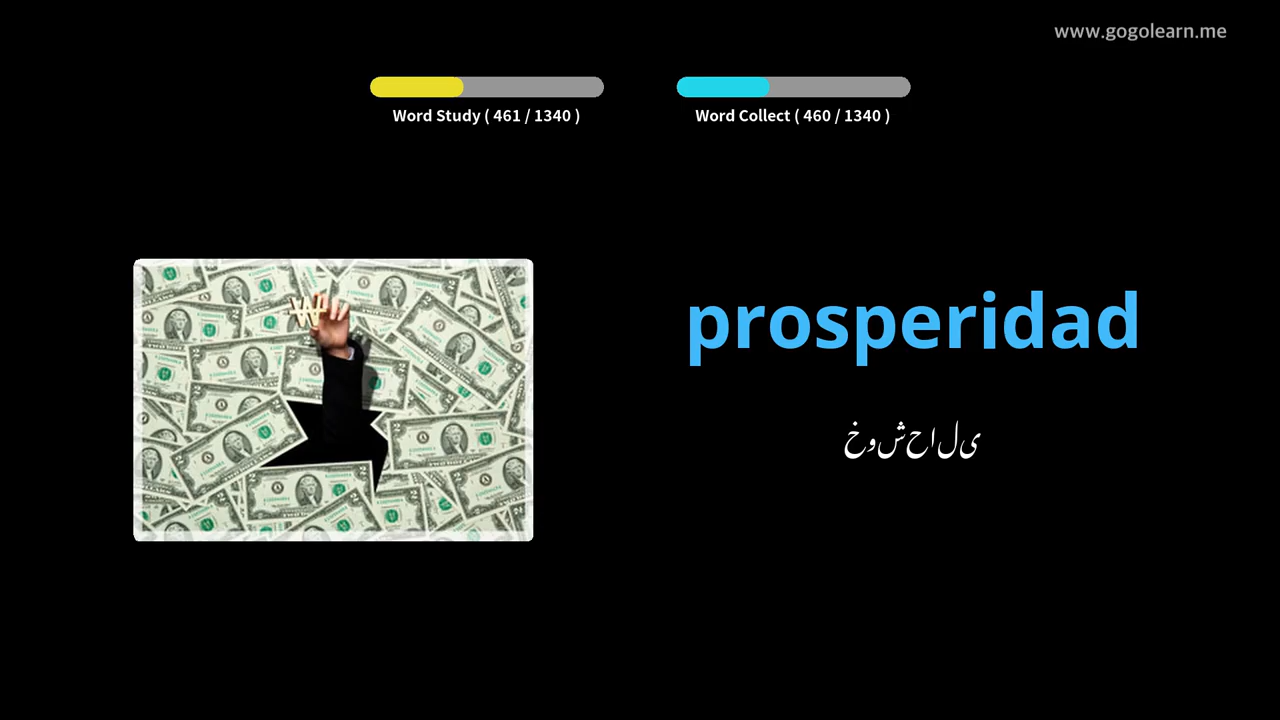 www.gogolearn.me
Word Study ( 461 / 1340 )
Word Collect ( 460 / 1340 )
prosperidad
خوشحالی